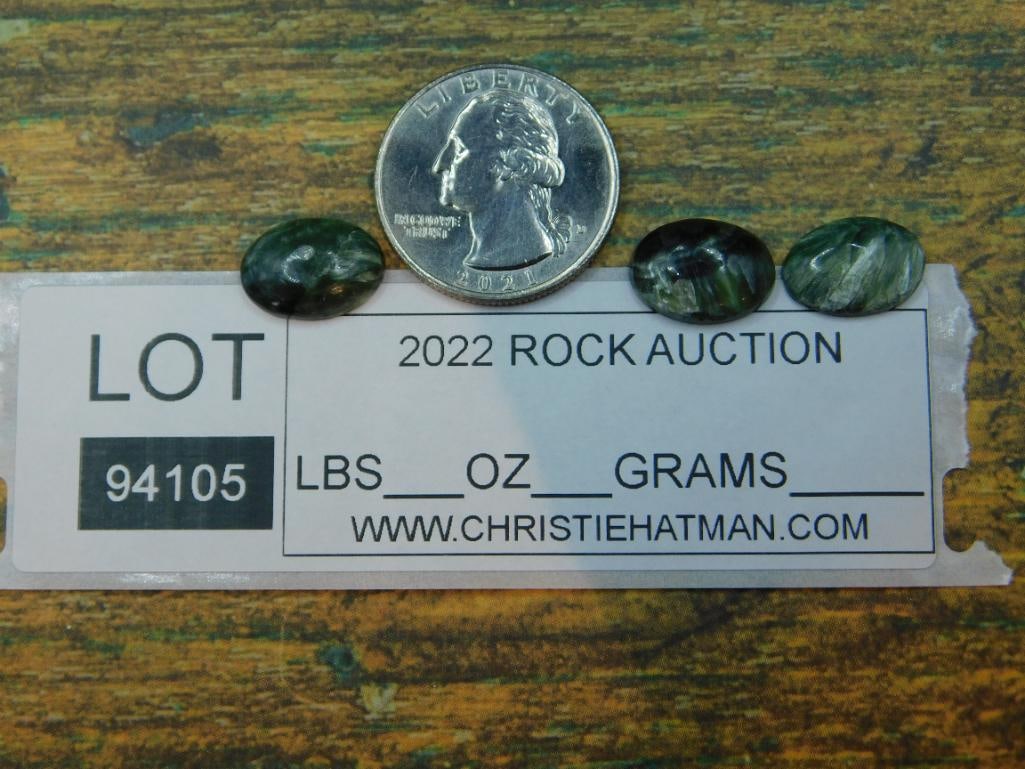 LIBERTY
IN GOD WE
TRUST
P
2021
LOT
94105
2022 ROCK AUCTION
LBS___OZ___GRAMS_____
WWW.CHRISTIEHATMAN.COM